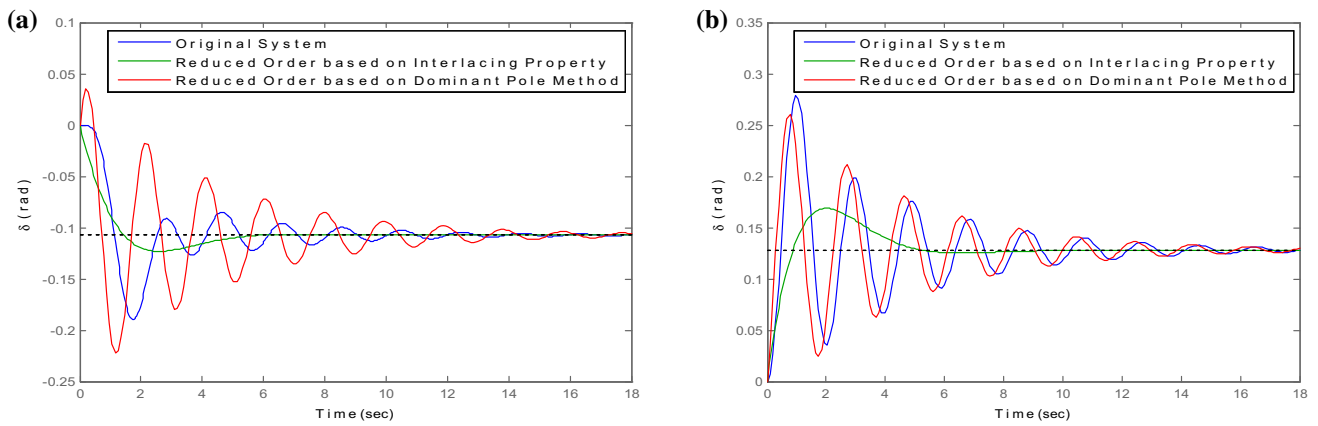 (a)
0.1
0.05
0
-0.05
-0.1
-0.15
-0.2
-0.25
δ (rad)
Original System
Reduced Order based on Interlacing Property
Reduced Order based on Dominant Pole Method
0 2 4 6 8 10 12 14 16 18
Time (sec)
(b)
0.35
0.3
0.25
0.2
0.15
0.1
0.05
0
δ (rad)
Original System
Reduced Order based on Interlacing Property
Reduced Order based on Dominant Pole Method
0 2 4 6 8 10 12 14 16 18
Time (sec)